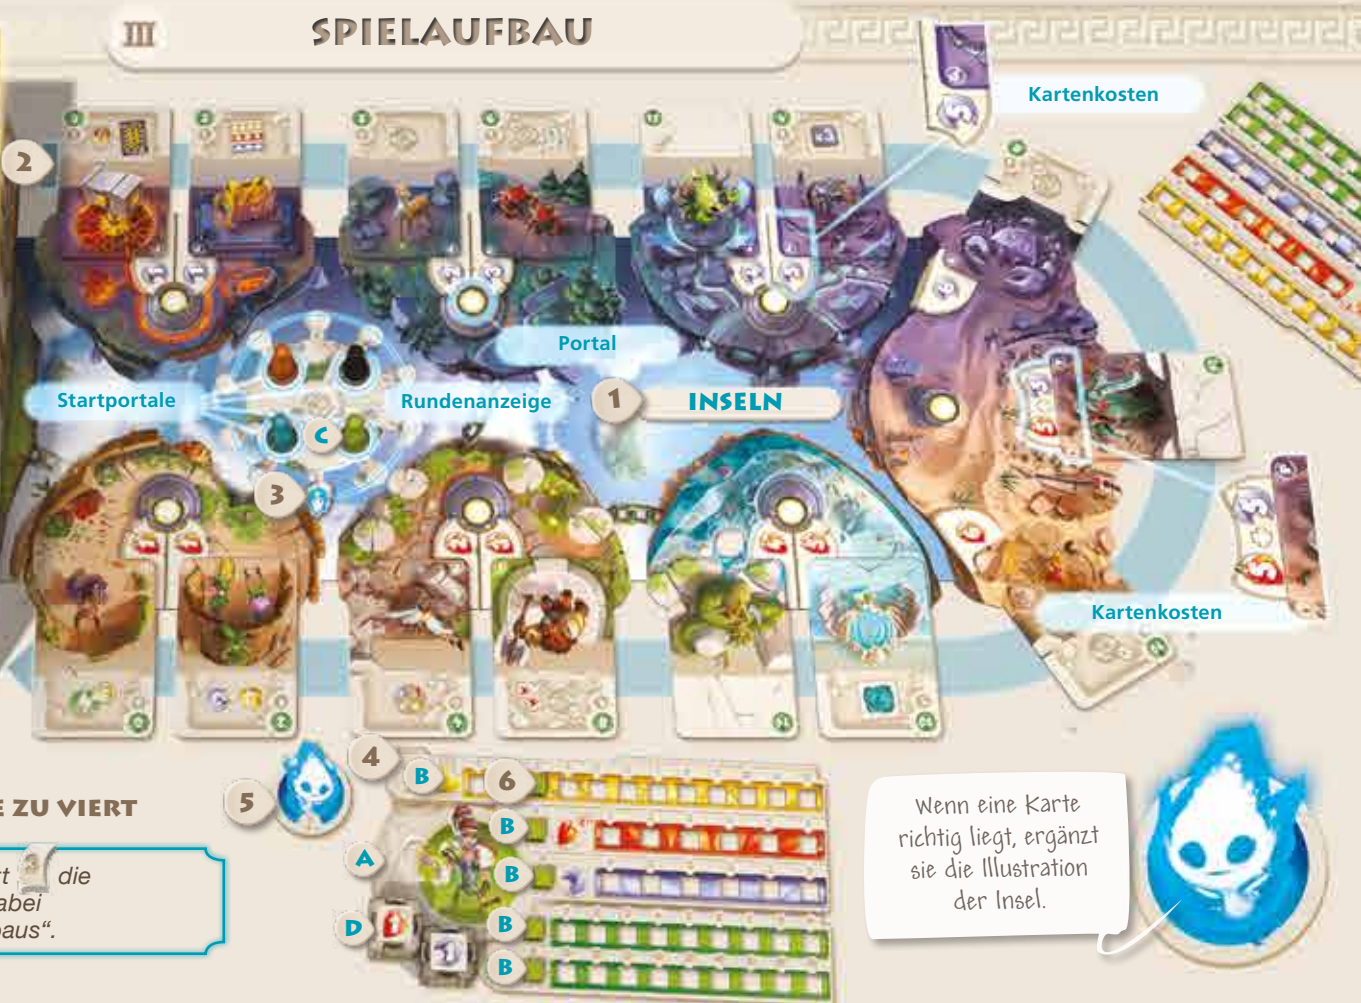 III
SPIELAUFBAU
Kartenkosten
2
Portal
Startportale
Rundenanzeige
1
INSELN
C
3
Kartenkosten
4
B
6
5
E ZU VIERT
B
A
B
rt die
abei
aus“.
D
B
B
Wenn eine Karte
richtig liegt, ergänzt
sie die Illustration
der Insel.